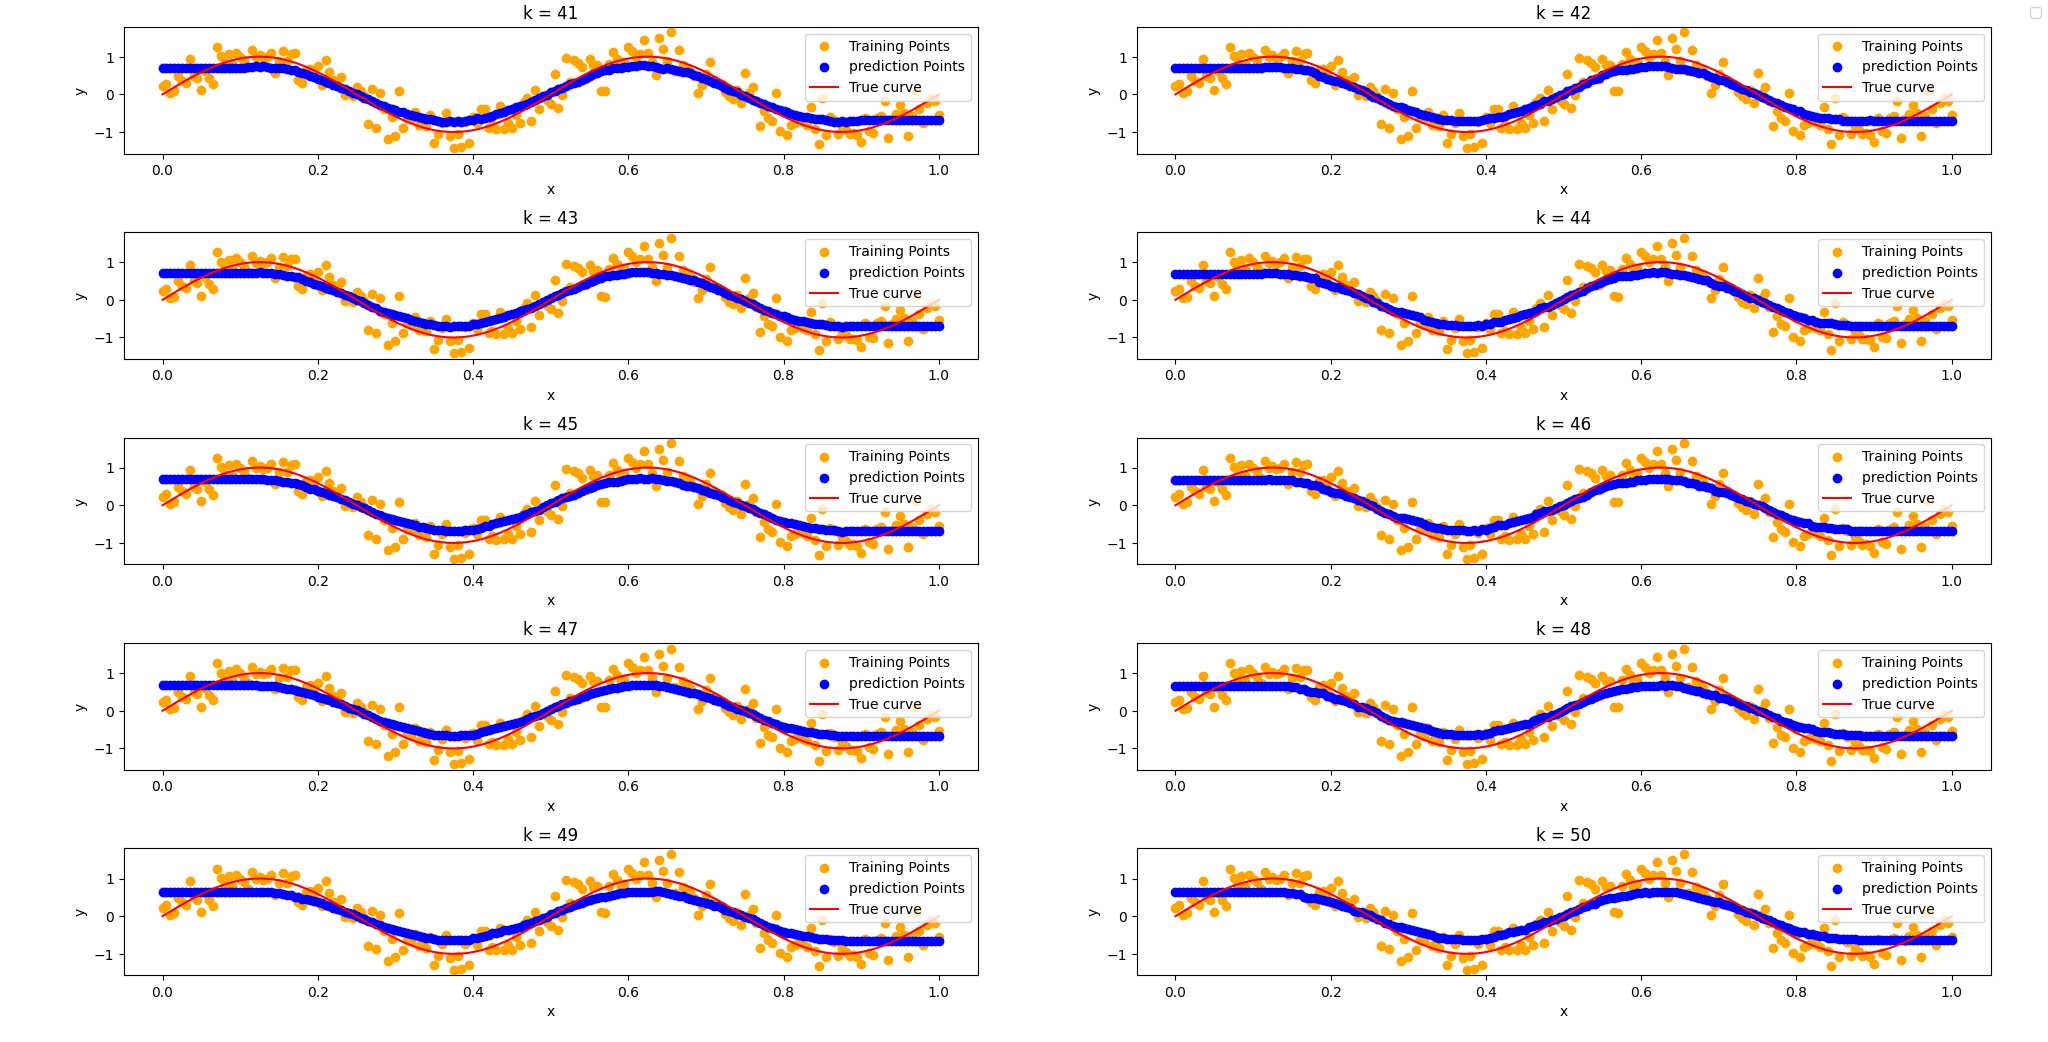 k = 41
Training Points
prediction Points
True curve
y
1
0
−1
0.0 0.2 0.4 0.6 0.8 1.0
x
k = 42
Training Points
prediction Points
True curve
y
1
0
−1
0.0 0.2 0.4 0.6 0.8 1.0
x
k = 43
Training Points
prediction Points
True curve
y
1
0
−1
0.0 0.2 0.4 0.6 0.8 1.0
x
k = 44
Training Points
prediction Points
True curve
y
1
0
−1
0.0 0.2 0.4 0.6 0.8 1.0
x
k = 45
Training Points
prediction Points
True curve
y
1
0
−1
0.0 0.2 0.4 0.6 0.8 1.0
x
k = 46
Training Points
prediction Points
True curve
y
1
0
−1
0.0 0.2 0.4 0.6 0.8 1.0
x
k = 47
Training Points
prediction Points
True curve
y
1
0
−1
0.0 0.2 0.4 0.6 0.8 1.0
x
k = 48
Training Points
prediction Points
True curve
y
1
0
−1
0.0 0.2 0.4 0.6 0.8 1.0
x
k = 49
Training Points
prediction Points
True curve
y
1
0
−1
0.0 0.2 0.4 0.6 0.8 1.0
x
k = 50
Training Points
prediction Points
True curve
y
1
0
−1
0.0 0.2 0.4 0.6 0.8 1.0
x